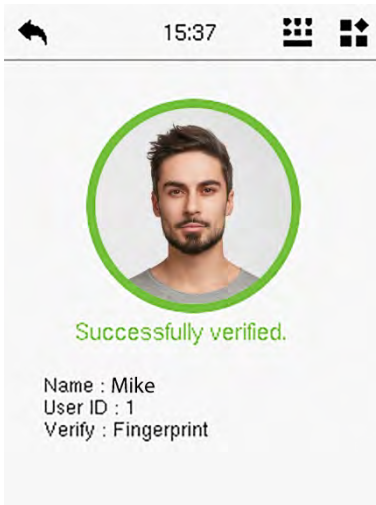 15:37
Successfully verified.
Name : Mike
User ID : 1
Verify : Fingerprint